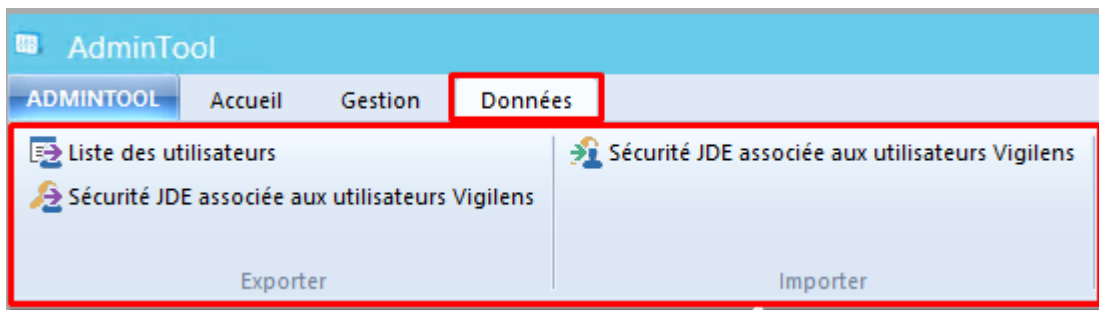 AdminTool
ADMINTOOL Accueil Gestion Données
Liste des utilisateurs
Sécurité JDE associée aux utilisateurs Vigilens
Exporter
Sécurité JDE associée aux utilisateurs Vigilens
Importer